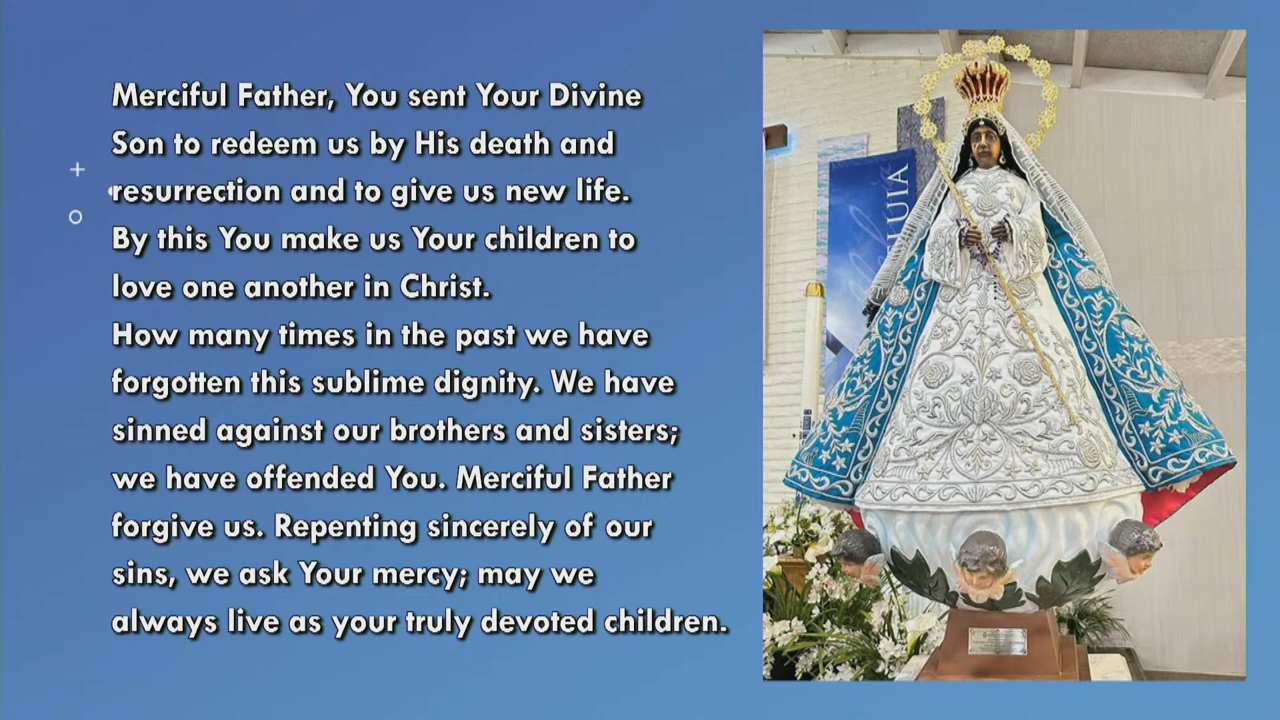 Merciful Father, You sent Your Divine
Son to redeem us by His death and
resurrection and to give us new life.
By this You make us Your children to
love one another in Christ.
How many times in the past we have
forgotten this sublime dignity. We have
sinned against our brothers and sisters;
we have offended You. Merciful Father
forgive us. Repenting sincerely of our
sins, we ask Your mercy; may we
always live as your truly devoted children.
UIA